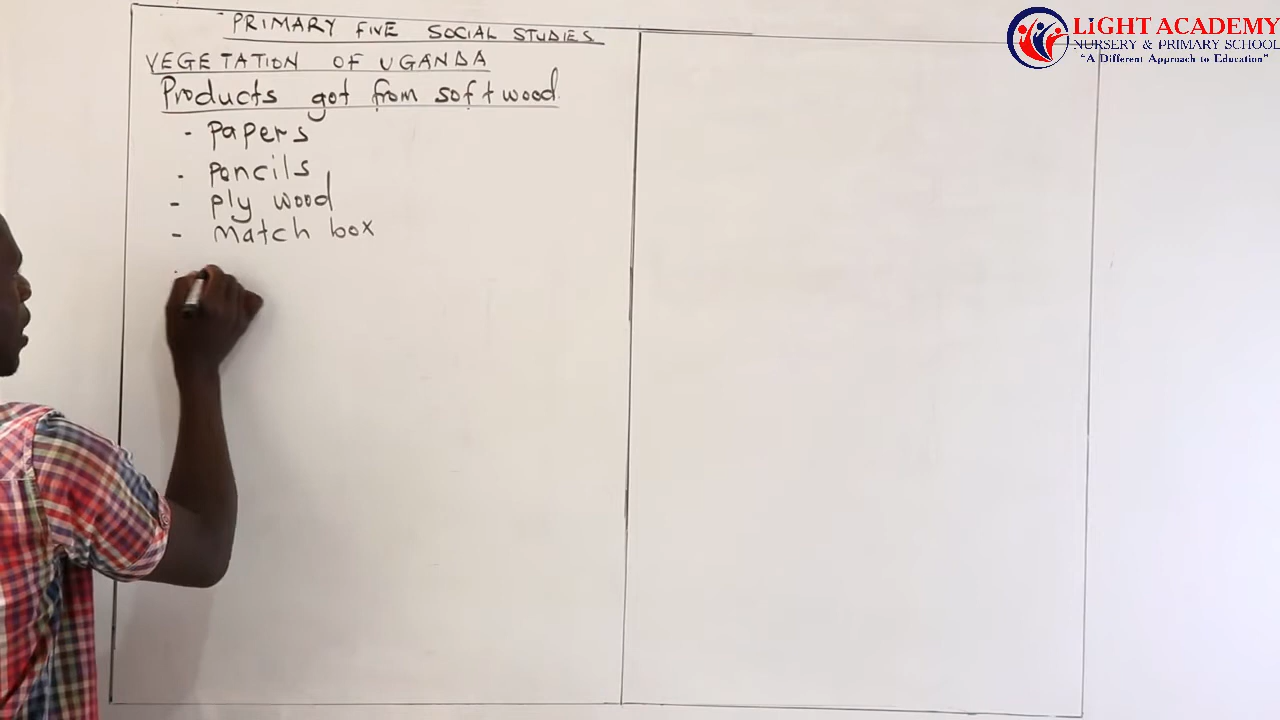 PRIMARY FIVE SOCIAL STUDIES
VEGETATION OF UGANDA
Products got from softwood
- Papers
- Pencils
- Ply wood
- Match box
LIGHT ACADEMY
NURSERY & PRIMARY SCHOOL
"A Different Approach to Education"